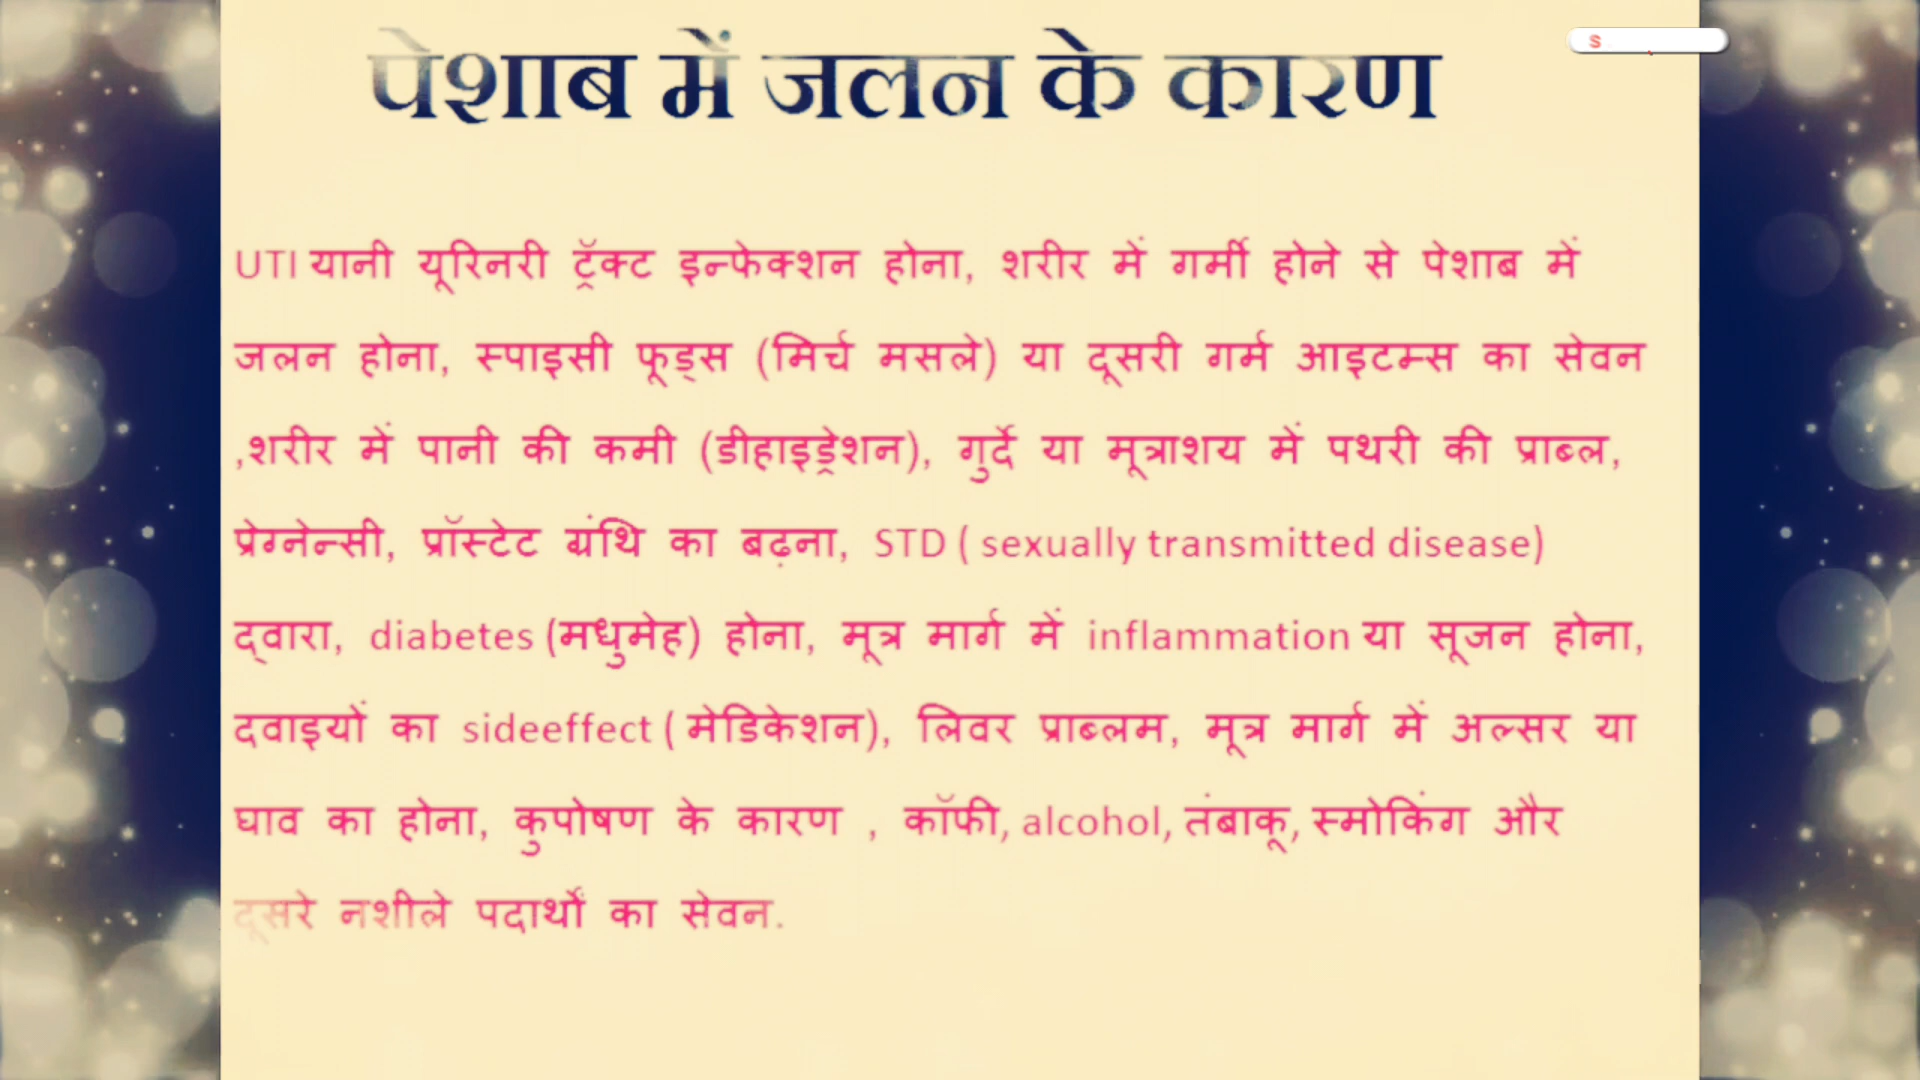 पेशाब में जलन के कारण
S
UTI यानी यूरिनरी ट्रॅक्ट इन्फेक्शन होना, शरीर में गर्मी होने से पेशाब में
जलन होना, स्पाइसी फूड्स (मिर्च मसले) या दूसरी गर्म आइटम्स का सेवन
,शरीर में पानी की कमी (डीहाइड्रेशन), गुर्दे या मूत्राशय में पथरी की प्राब्ल,
प्रेग्नेन्सी, प्रॉस्टेट ग्रंथि का बढ़ना, STD ( sexually transmitted disease)
द्वारा, diabetes (मधुमेह) होना, मूत्र मार्ग में inflammation या सूजन होना,
दवाइयों का sideeffect ( मेडिकेशन), लिवर प्राब्लम, मूत्र मार्ग में अल्सर या
घाव का होना, कुपोषण के कारण , कॉफी, alcohol, तंबाकू, स्मोकिंग और
दूसरे नशीले पदार्थों का सेवन.